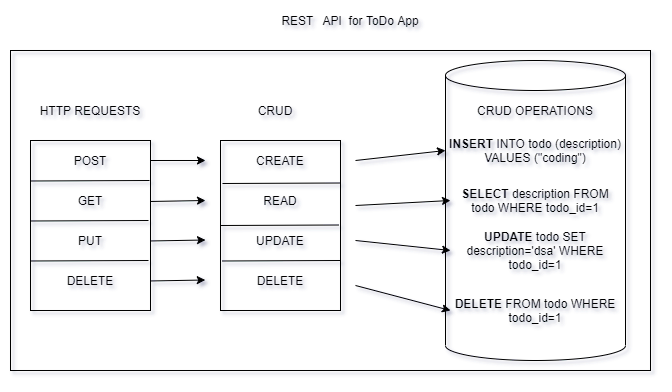 REST API for ToDo App
HTTP REQUESTS
POST
GET
PUT
DELETE
CRUD
CREATE
READ
UPDATE
DELETE
CRUD OPERATIONS
INSERT INTO todo (description)
VALUES ("coding")
SELECT description FROM
todo WHERE todo_id=1
UPDATE todo SET
description='dsa' WHERE
todo_id=1
DELETE FROM todo WHERE
todo_id=1